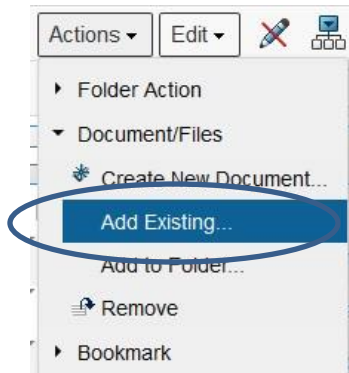 Actions Edit
Folder Action
Document/Files
Create New Document...
Add Existing...
Add to Folder...
Remove
Bookmark